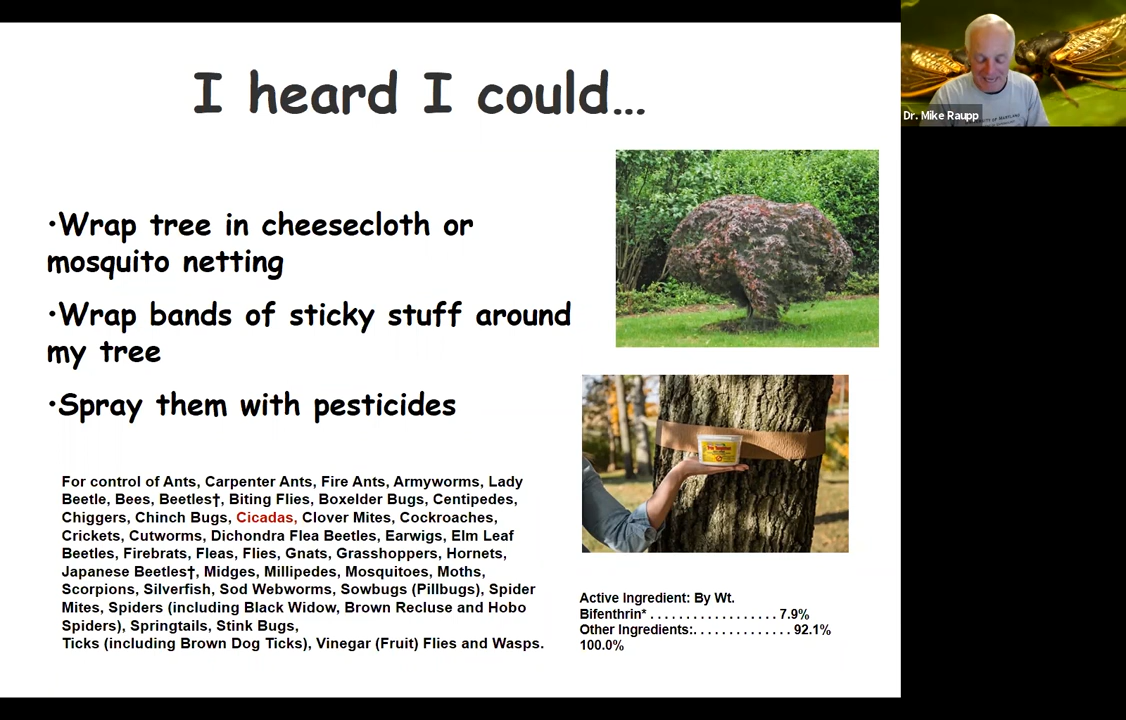 I heard I could...
•Wrap tree in cheesecloth or
mosquito netting
•Wrap bands of sticky stuff around
my tree
•Spray them with pesticides
For control of Ants, Carpenter Ants, Fire Ants, Armyworms, Lady
Beetle, Bees, Beetles†, Biting Flies, Boxelder Bugs, Centipedes,
Chiggers, Chinch Bugs, Cicadas, Clover Mites, Cockroaches,
Crickets, Cutworms, Dichondra Flea Beetles, Earwigs, Elm Leaf
Beetles, Firebrats, Fleas, Flies, Gnats, Grasshoppers, Hornets,
Japanese Beetles†, Midges, Millipedes, Mosquitoes, Moths,
Scorpions, Silverfish, Sod Webworms, Sowbugs (Pillbugs), Spider
Mites, Spiders (including Black Widow, Brown Recluse and Hobo
Spiders), Springtails, Stink Bugs,
Ticks (including Brown Dog Ticks), Vinegar (Fruit) Flies and Wasps.
Active Ingredient: By Wt.
Bifenthrin* . . . . . . . . . . . . . . . . . . 7.9%
Other Ingredients:. . . . . . . . . . . . . 92.1%
100.0%
Dr. Mike Raupp